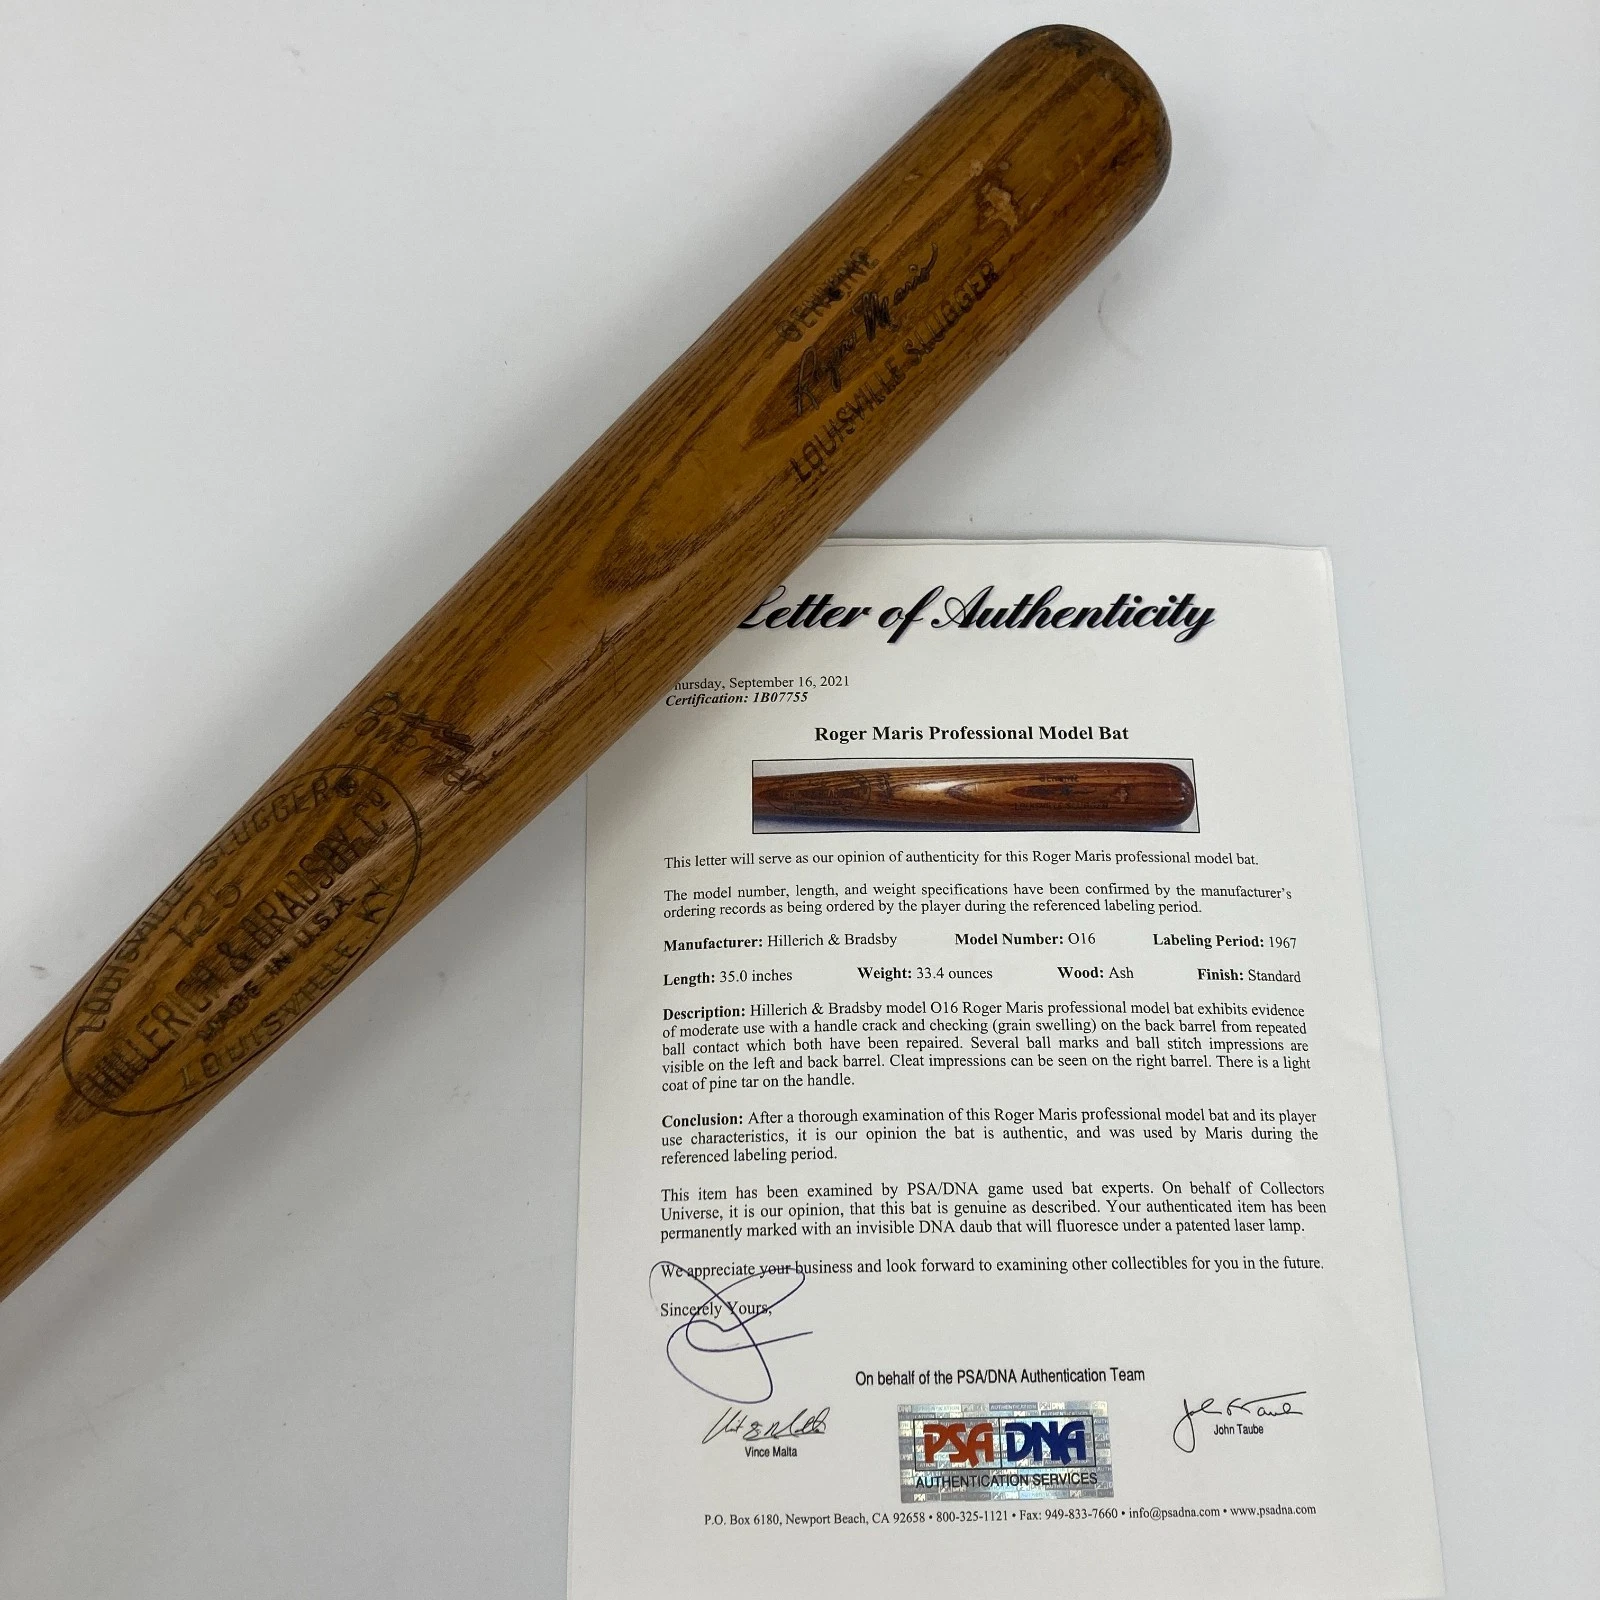 GENUINE
Roger Maris
LOUISVILLE SLUGGER
LOUISVILLE SLUGGER
125
HILLERICH & BRADSBY Co
MADE IN U.S.A.
LOUISVILLE KY.
Letter of Authenticity
hursday, September 16, 2021
Certification: 1B07755
Roger Maris Professional Model Bat
This letter will serve as our opinion of authenticity for this Roger Maris professional model bat.
The model number, length, and weight specifications have been confirmed by the manufacturer's
ordering records as being ordered by the player during the referenced labeling period.
Manufacturer: Hillerich & Bradsby Model Number: O16 Labeling Period: 1967
Length: 35.0 inches Weight: 33.4 ounces Wood: Ash Finish: Standard
Description: Hillerich & Bradsby model O16 Roger Maris professional model bat exhibits evidence
of moderate use with a handle crack and checking (grain swelling) on the back barrel from repeated
ball contact which both have been repaired. Several ball marks and ball stitch impressions are
visible on the left and back barrel. Cleat impressions can be seen on the right barrel. There is a light
coat of pine tar on the handle.
Conclusion: After a thorough examination of this Roger Maris professional model bat and its player
use characteristics, it is our opinion the bat is authentic, and was used by Maris during the
referenced labeling period.
This item has been examined by PSA/DNA game used bat experts. On behalf of Collectors
Universe, it is our opinion, that this bat is genuine as described. Your authenticated item has been
permanently marked with an invisible DNA daub that will fluoresce under a patented laser lamp.
We appreciate your business and look forward to examining other collectibles for you in the future.
Sincerely Yours,
On behalf of the PSA/DNA Authentication Team
Vince Malta
John Taube
PSA DNA
AUTHENTICATION SERVICES
P.O. Box 6180, Newport Beach, CA 92658 • 800-325-1121 • Fax: 949-833-7660 • info@psadna.com • www.psadna.com